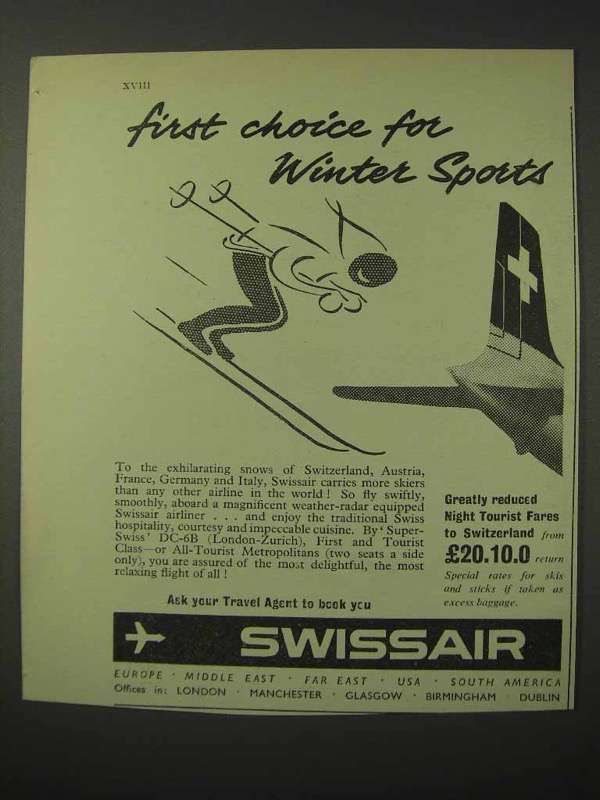 XVIII
first choice for
Winter Sports
To the exhilarating snows of Switzerland, Austria,
France, Germany and Italy, Swissair carries more skiers
than any other airline in the world ! So fly swiftly,
smoothly, aboard a magnificent weather-radar equipped
Swissair airliner . . . and enjoy the traditional Swiss
hospitality, courtesy and impeccable cuisine. By 'Super-
Swiss' DC-6B (London-Zurich), First and Tourist
Class—or All-Tourist Metropolitans (two seats a side
only), you are assured of the most delightful, the most
relaxing flight of all !
Ask your Travel Agent to book you
Greatly reduced
Night Tourist Fares
to Switzerland from
£20.10.0 return
Special rates for skis
and sticks if taken as
excess baggage.
SWISSAIR
EUROPE · MIDDLE EAST · FAR EAST · USA · SOUTH AMERICA
Offices in: LONDON · MANCHESTER · GLASGOW · BIRMINGHAM · DUBLIN